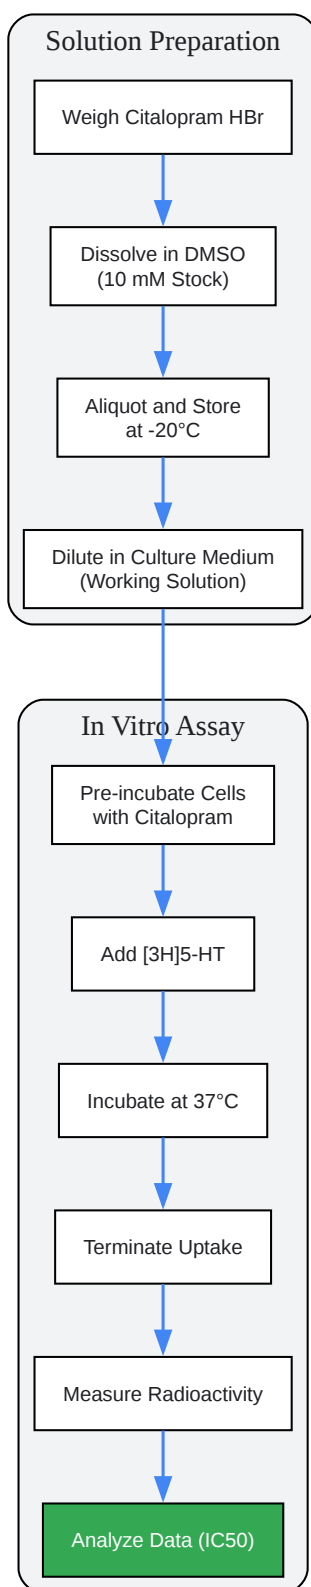 Solution Preparation
Weigh Citalopram HBr
Dissolve in DMSO
(10 mM Stock)
Aliquot and Store
at -20°C
Dilute in Culture Medium
(Working Solution)
In Vitro Assay
Pre-incubate Cells
with Citalopram
Add [3H]5-HT
Incubate at 37°C
Terminate Uptake
Measure Radioactivity
Analyze Data (IC50)